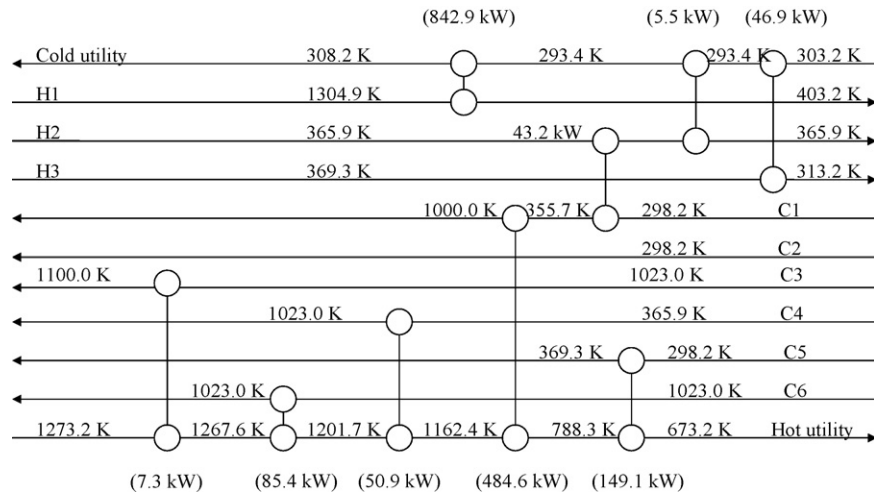 (842.9 kW) (5.5 kW) (46.9 kW)
Cold utility 308.2 K 293.4 K 293.4 K 303.2 K
H1 1304.9 K 403.2 K
H2 365.9 K 43.2 kW 365.9 K
H3 369.3 K 313.2 K
1000.0 K 355.7 K 298.2 K C1
298.2 K C2
1100.0 K 1023.0 K C3
1023.0 K 365.9 K C4
369.3 K 298.2 K C5
1023.0 K 1023.0 K C6
1273.2 K 1267.6 K 1201.7 K 1162.4 K 788.3 K 673.2 K Hot utility
(7.3 kW) (85.4 kW) (50.9 kW) (484.6 kW) (149.1 kW)